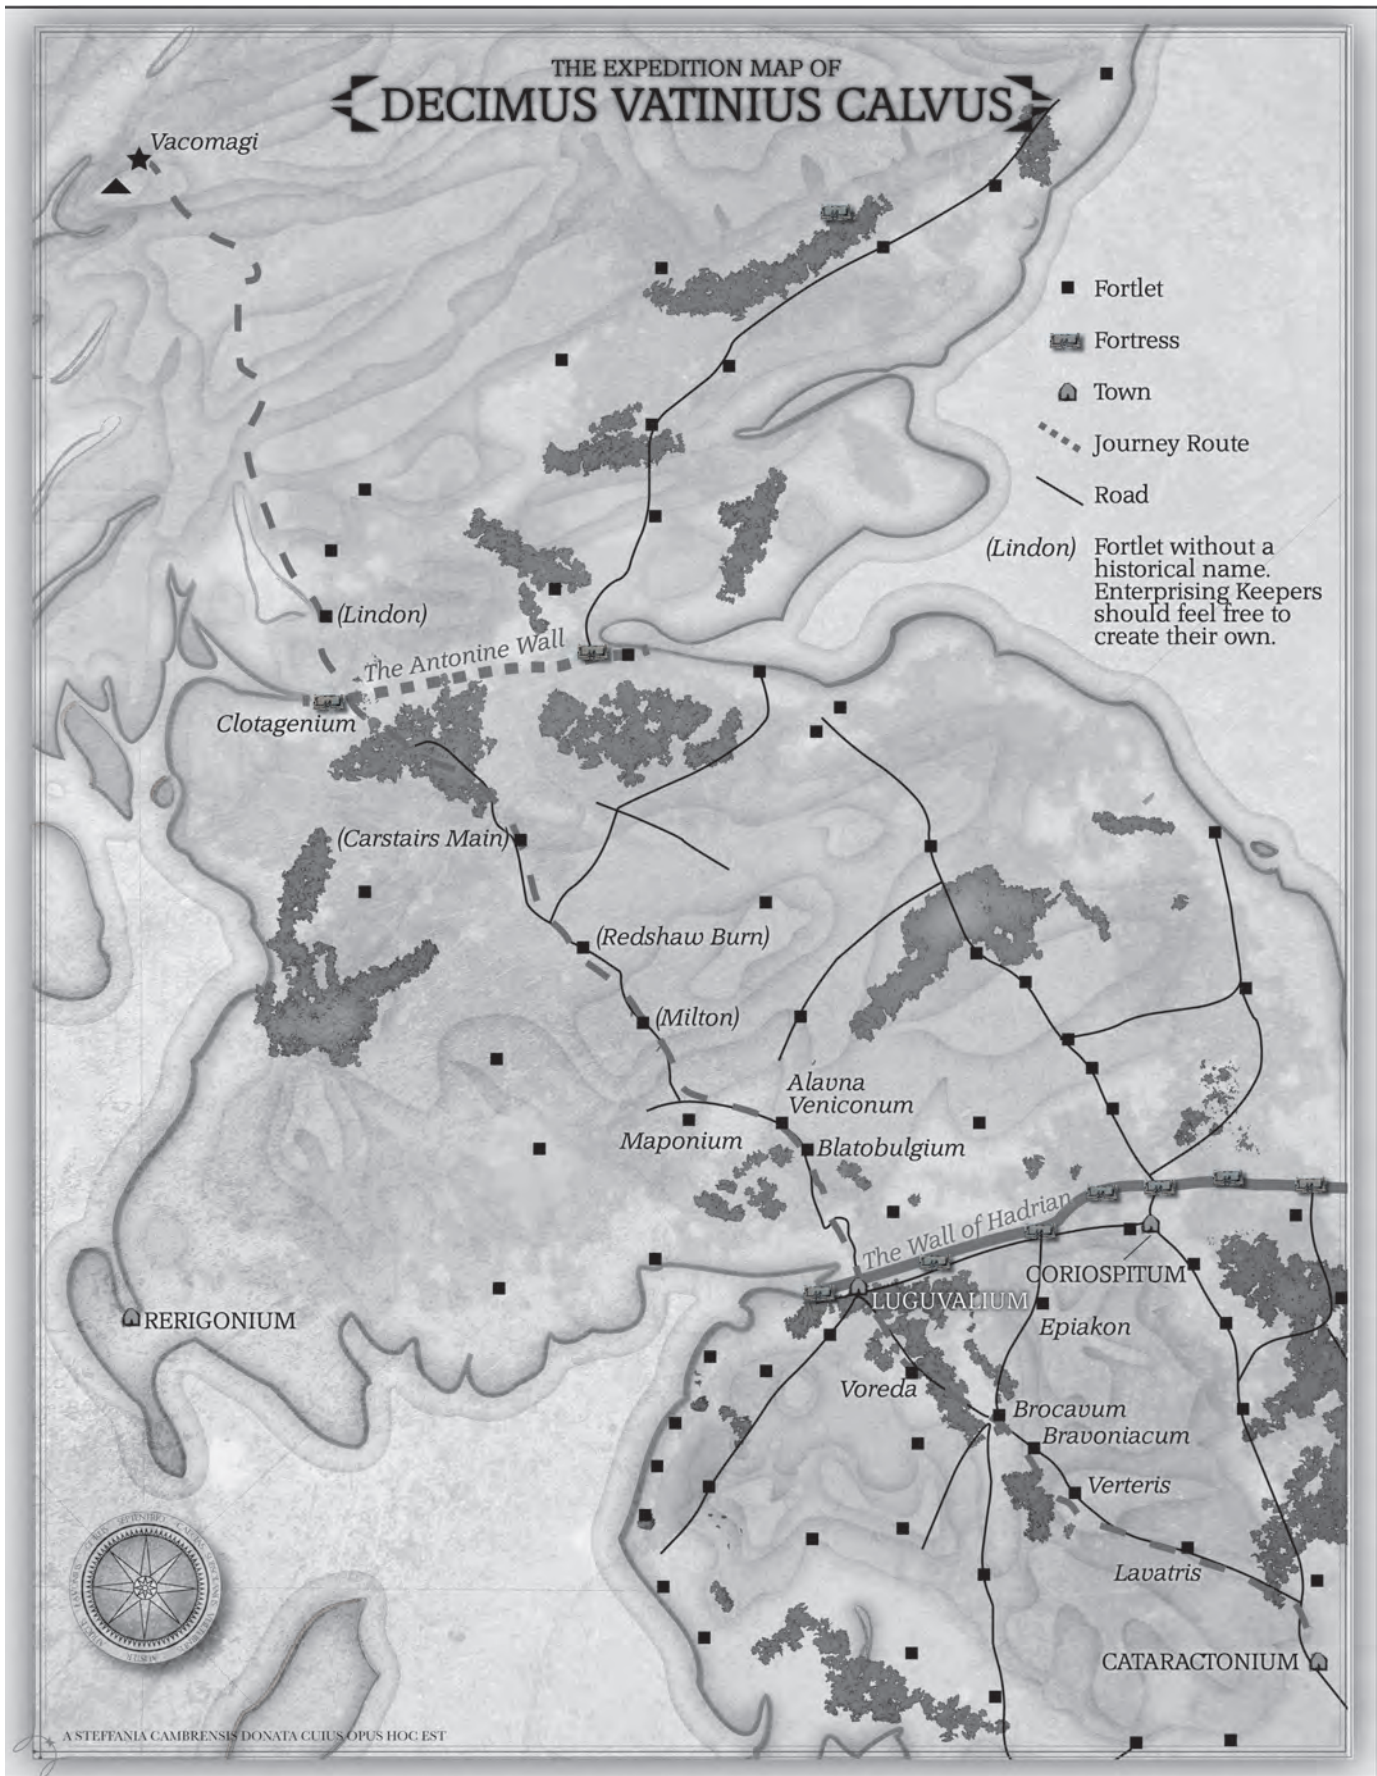 THE EXPEDITION MAP OF
DECIMUS VATINIUS CALVUS
Vacomagi
Fortlet
Fortress
Town
Journey Route
Road
(Lindon)
Fortlet without a
historical name.
Enterprising Keepers
should feel free to
create their own.
(Lindon)
The Antonine Wall
Clotagenium
(Carstairs Main)
(Redshaw Burn)
(Milton)
Alavna
Veniconum
Maponium
Blatobulgium
The Wall of Hadrian
CORIOSPITUM
LUGUVALIUM
RERIGONIUM
Epiakon
Voreda
Brocavum
Bravoniacum
Verteris
Lavatris
CATARACTONIUM
A STEFFANIA CAMBRENSIS DONATA CUIUS OPUS HOC EST